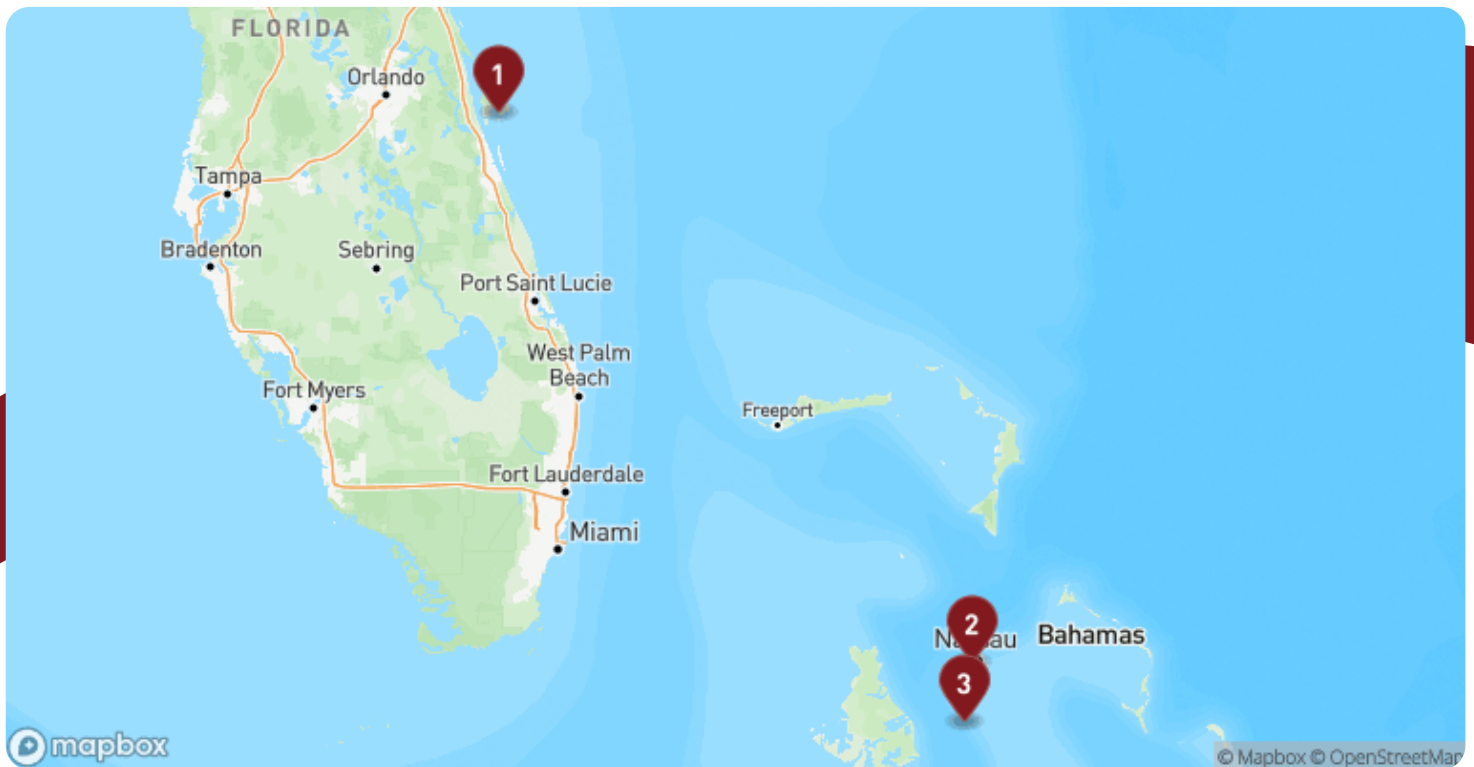 FLORIDA
Orlando
1
Tampa
Bradenton
Sebring
Port Saint Lucie
West Palm
Beach
Fort Myers
Freeport
Fort Lauderdale
Miami
2
Bahamas
3
mapbox
© Mapbox © OpenStreetMap